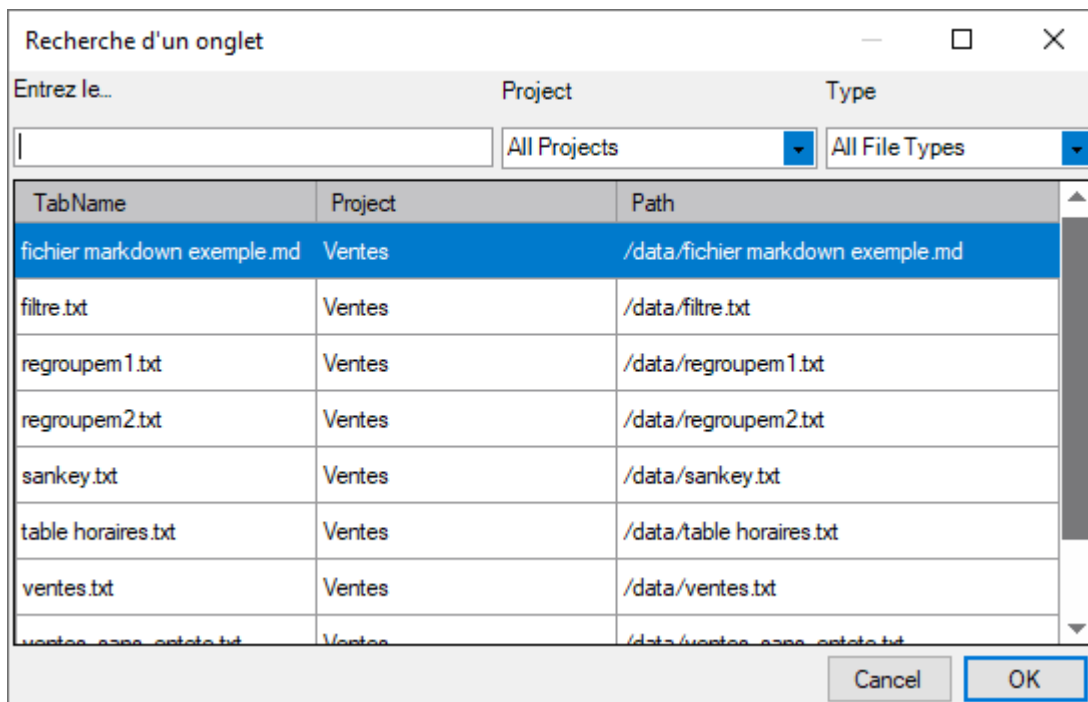 Recherche d'un onglet
Entrez le... Project Type
All Projects All File Types
TabName Project Path
fichier markdown exemple.md Ventes /data/fichier markdown exemple.md
filtre.txt Ventes /data/filtre.txt
regroupem1.txt Ventes /data/regroupem1.txt
regroupem2.txt Ventes /data/regroupem2.txt
sankey.txt Ventes /data/sankey.txt
table horaires.txt Ventes /data/table horaires.txt
ventes.txt Ventes /data/ventes.txt
Cancel OK